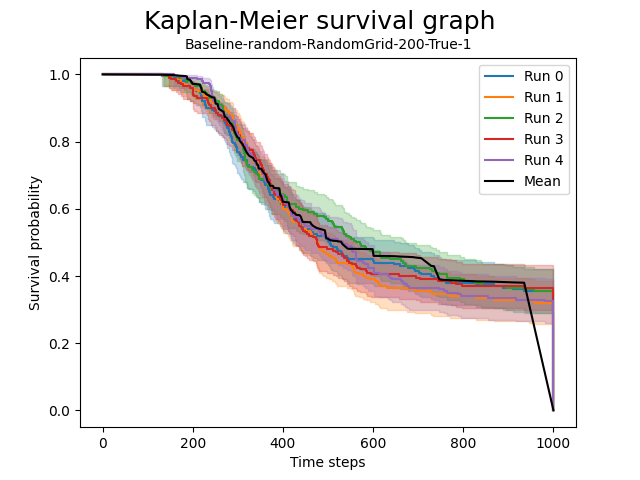 Kaplan-Meier survival graph
Baseline-random-RandomGrid-200-True-1
Survival probability
1.0
0.8
0.6
0.4
0.2
0.0
Run 0
Run 1
Run 2
Run 3
Run 4
Mean
0 200 400 600 800 1000
Time steps